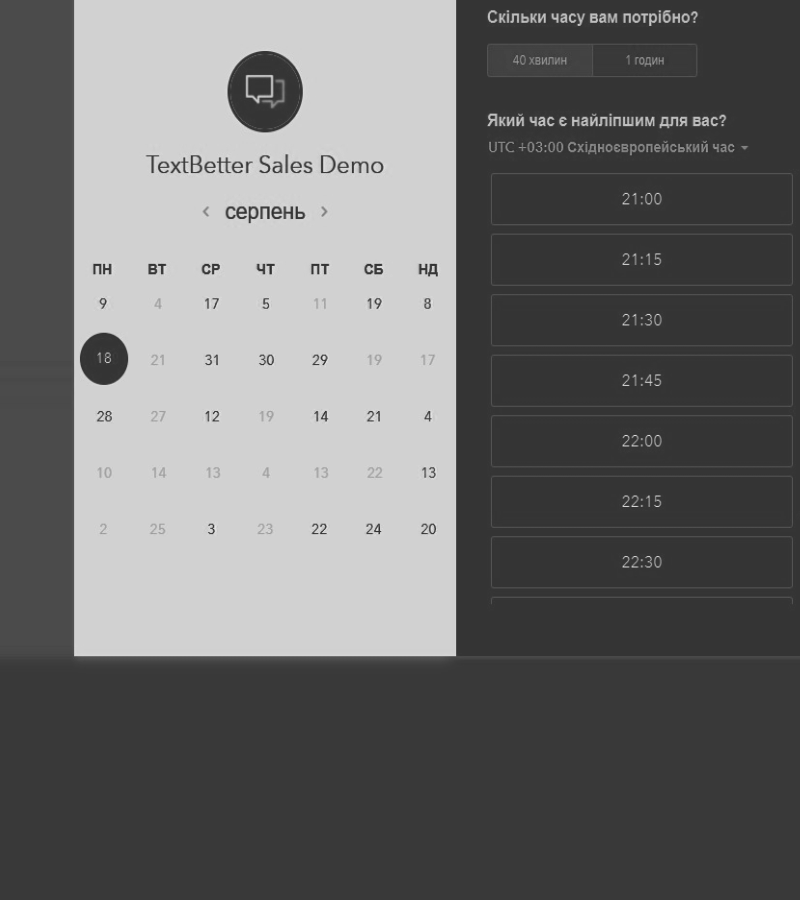 TextBetter Sales Demo
серпень
ПН ВТ СР ЧТ ПТ СБ НД
9 4 17 5 11 19 8
18 21 31 30 29 19 17
28 27 12 19 14 21 4
10 14 13 4 13 22 13
2 25 3 23 22 24 20
Скільки часу вам потрібно?
40 хвилин 1 годин
Який час є найліпшим для вас?
UTC +03:00 Східноєвропейський час
21:00
21:15
21:30
21:45
22:00
22:15
22:30